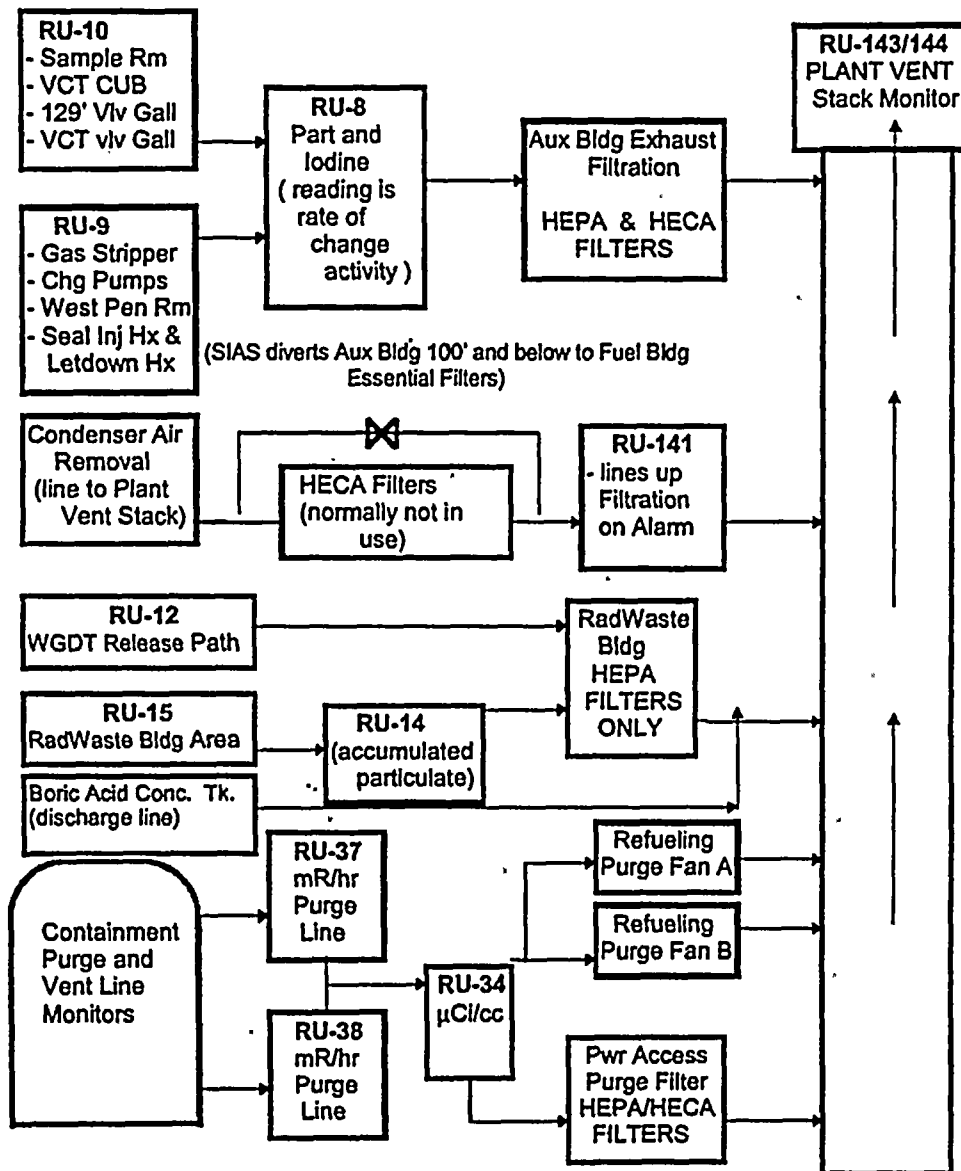 RU-10
- Sample Rm
- VCT CUB
- 129' Vlv Gall
- VCT vlv Gall
RU-9
- Gas Stripper
- Chg Pumps
- West Pen Rm
- Seal Inj Hx &
Letdown Hx
RU-8
Part and
Iodine
( reading is
rate of
change
activity )
Aux Bldg Exhaust
Filtration
HEPA & HECA
FILTERS
RU-143/144
PLANT VENT
Stack Monitor
(SIAS diverts Aux Bldg 100' and below to Fuel Bldg
Essential Filters)
Condenser Air
Removal
(line to Plant
Vent Stack)
HECA Filters
(normally not in
use)
RU-141
- lines up
Filtration
on Alarm
RU-12
WGDT Release Path
RU-15
RadWaste Bldg Area
RU-14
(accumulated
particulate)
RadWaste
Bldg
HEPA
FILTERS
ONLY
Boric Acid Conc. Tk.
(discharge line)
Containment
Purge and
Vent Line
Monitors
RU-37
mR/hr
Purge
Line
RU-38
mR/hr
Purge
Line
RU-34
µCi/cc
Refueling
Purge Fan A
Refueling
Purge Fan B
Pwr Access
Purge Filter
HEPA/HECA
FILTERS